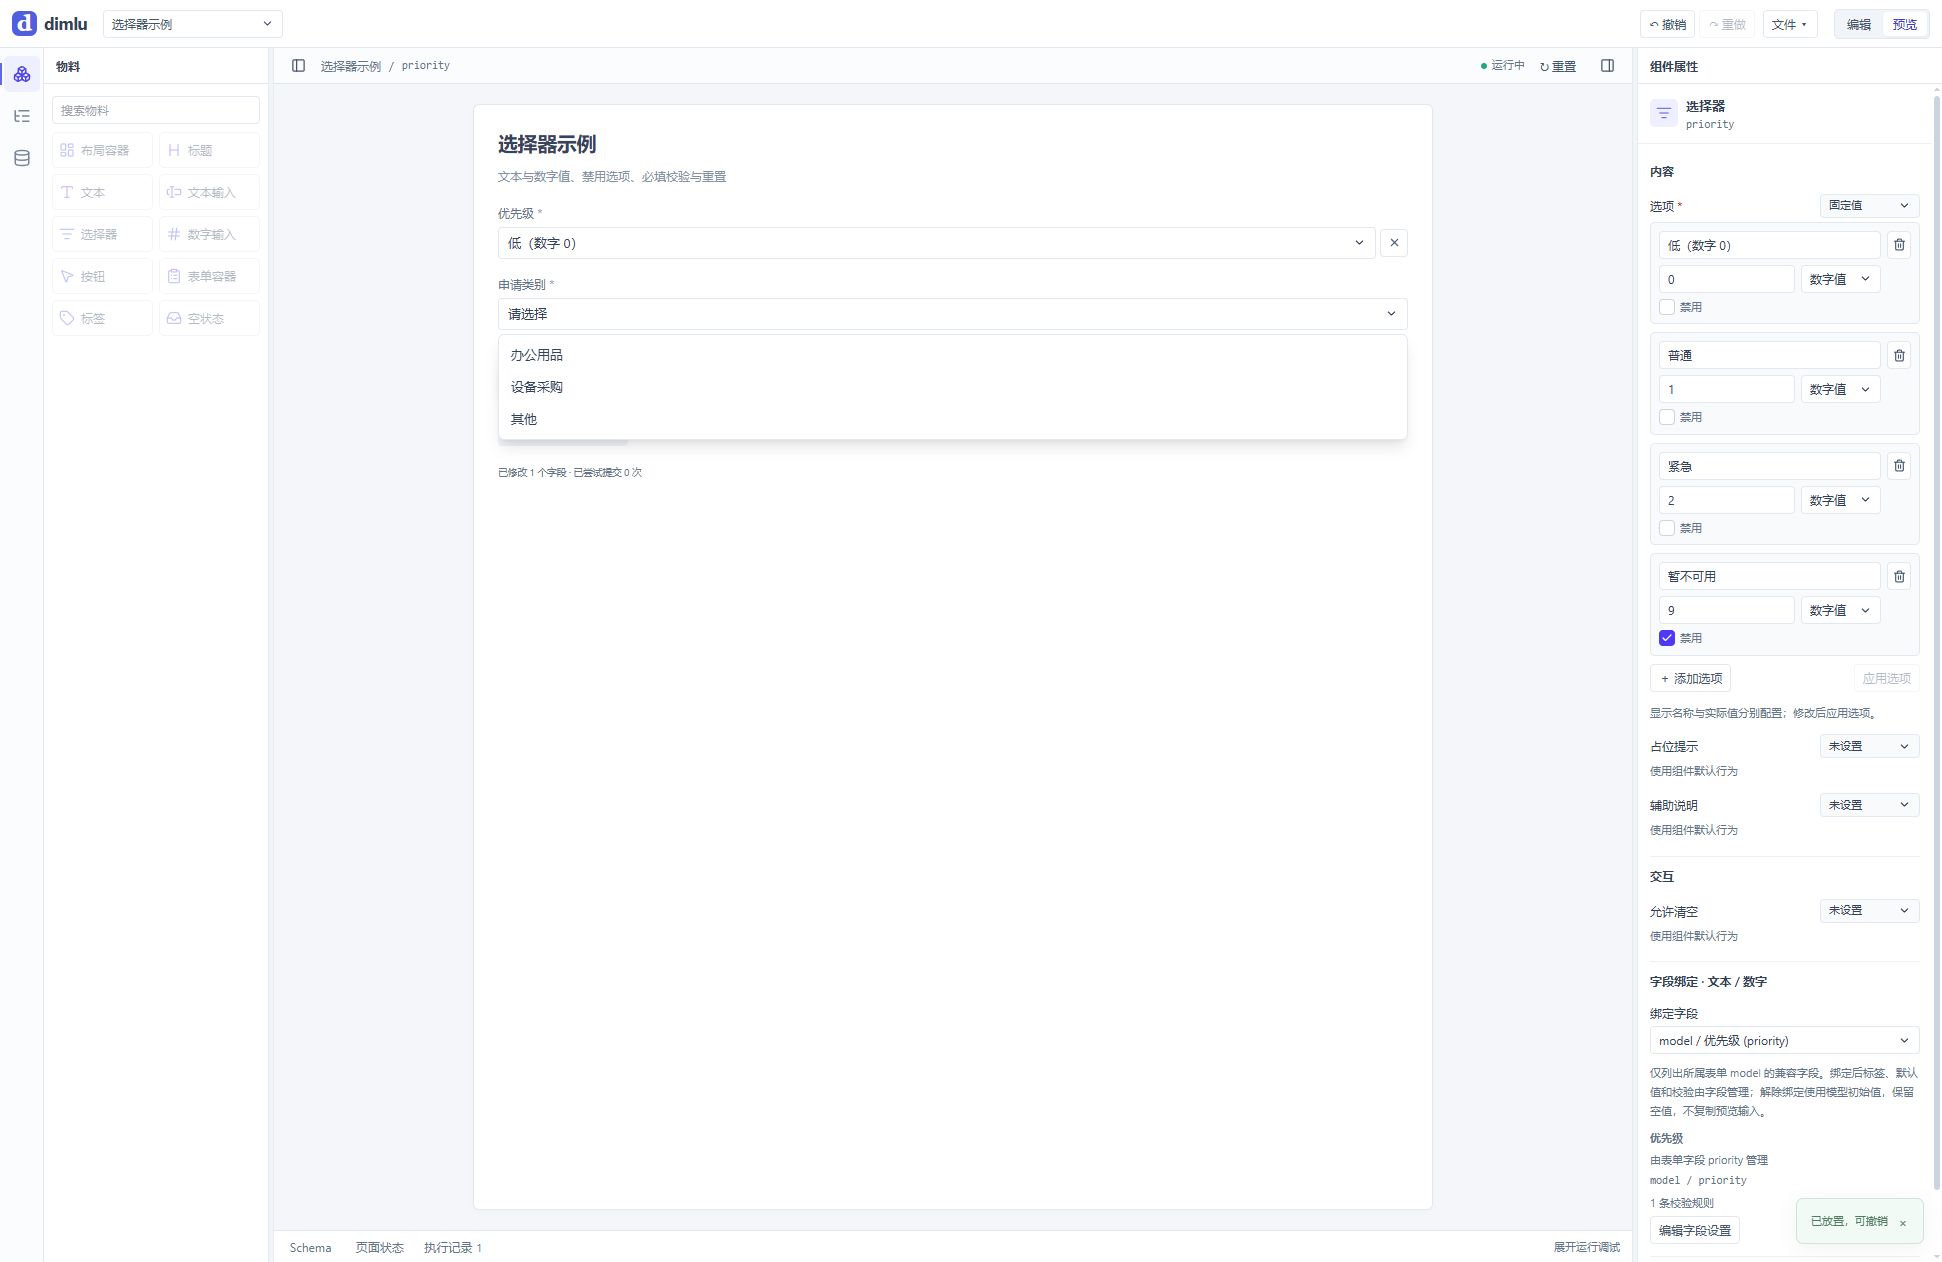 dimlu
选择器示例
撤销
重做
文件
编辑
预览
物料
搜索物料
布局容器
标题
文本
文本输入
选择器
数字输入
按钮
表单容器
标签
空状态
选择器示例 / priority
运行中
重置
选择器示例
文本与数字值、禁用选项、必填校验与重置
优先级 *
低（数字 0）
申请类别 *
请选择
办公用品
设备采购
其他
已修改 1 个字段 · 已尝试提交 0 次
Schema
页面状态
执行记录 1
展开运行调试
组件属性
选择器
priority
内容
选项 *
固定值
低（数字 0）
0
数字值
禁用
普通
1
数字值
禁用
紧急
2
数字值
禁用
暂不可用
9
数字值
禁用
+ 添加选项
应用选项
显示名称与实际值分别配置；修改后应用选项。
占位提示
未设置
使用组件默认行为
辅助说明
未设置
使用组件默认行为
交互
允许清空
未设置
使用组件默认行为
字段绑定 · 文本 / 数字
绑定字段
model / 优先级 (priority)
仅列出所属表单 model 的兼容字段。绑定后标签、默认
值和校验由字段管理；解除绑定使用模型初始值，保留
空值，不复制预览输入。
优先级
由表单字段 priority 管理
model / priority
1 条校验规则
编辑字段设置
已放置，可撤销 ×